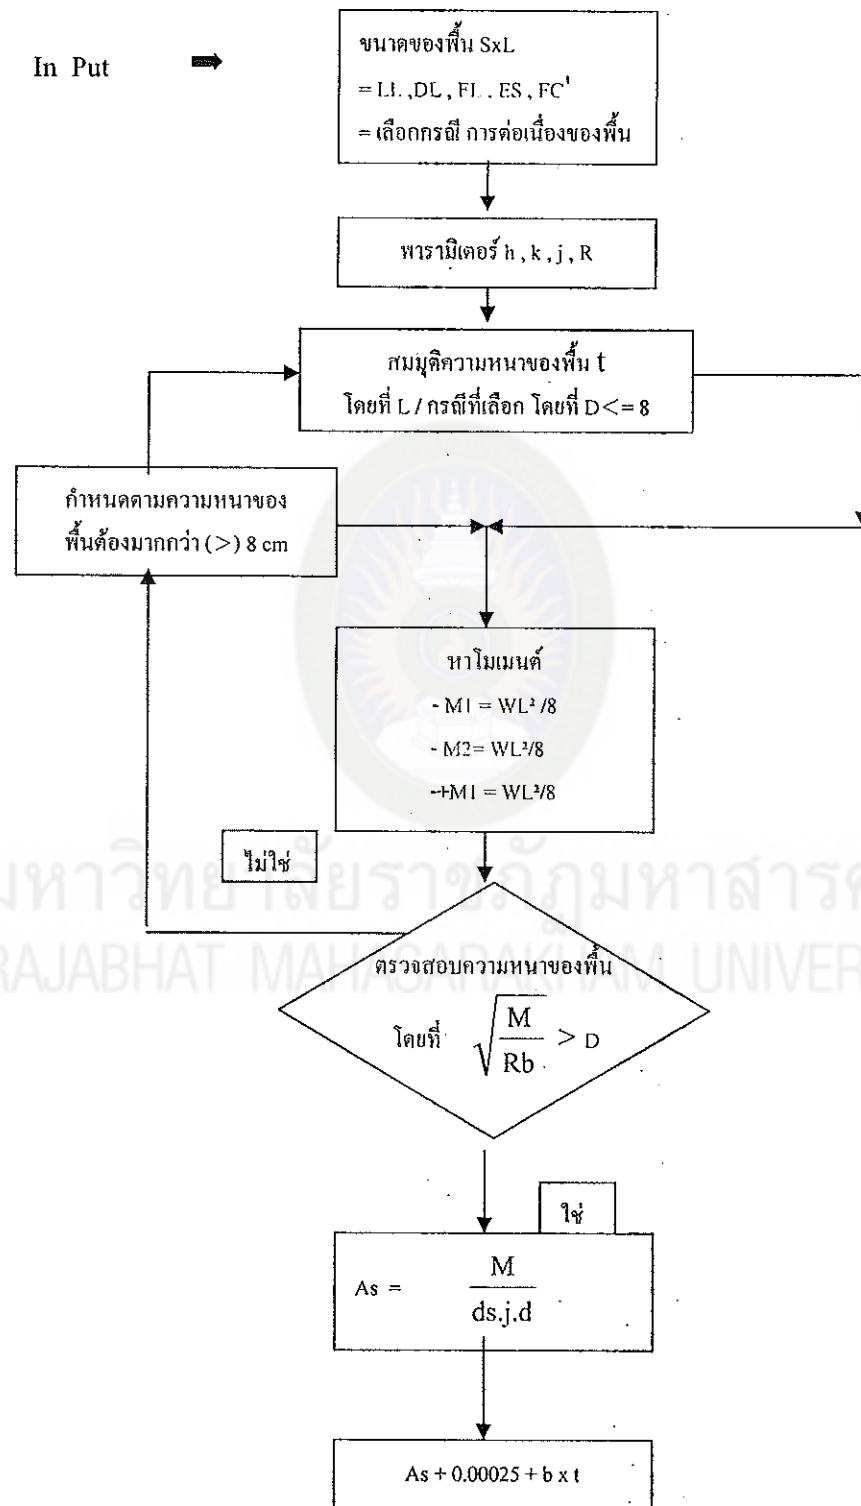 In Put
ขนาดของพื้น SxL
= LL ,DL , FL , ES , FC'
= เลือกกรณี การต่อเนื่องของพื้น
พารามิเตอร์ h , k , j , R
สมมุติความหนาของพื้น t
โดยที่ L / กรณีที่เลือก โดยที่ D<= 8
กำหนดตามความหนาของ
พื้นต้องมากกว่า (>) 8 cm
หาโมเมนต์
- M1 = WL² /8
- M2= WL²/8
-+M1 = WL²/8
ไม่ใช่
มหาวิทยาลัยราชภัฏมหาสารค
RAJABHAT MAHASARAKHAM UNIVER
ตรวจสอบความหนาของพื้น
โดยที่ √(M/Rb) > D
ใช่
As = M
ds.j.d
As + 0.00025 + b x t